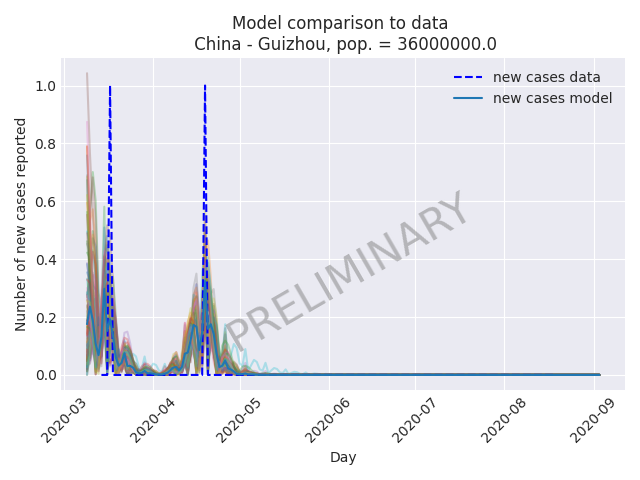 Model comparison to data
China - Guizhou, pop. = 36000000.0
new cases data
new cases model
Number of new cases reported
1.0
0.8
0.6
0.4
0.2
0.0
PRELIMINARY
2020-03
2020-04
2020-05
2020-06
2020-07
2020-08
2020-09
Day